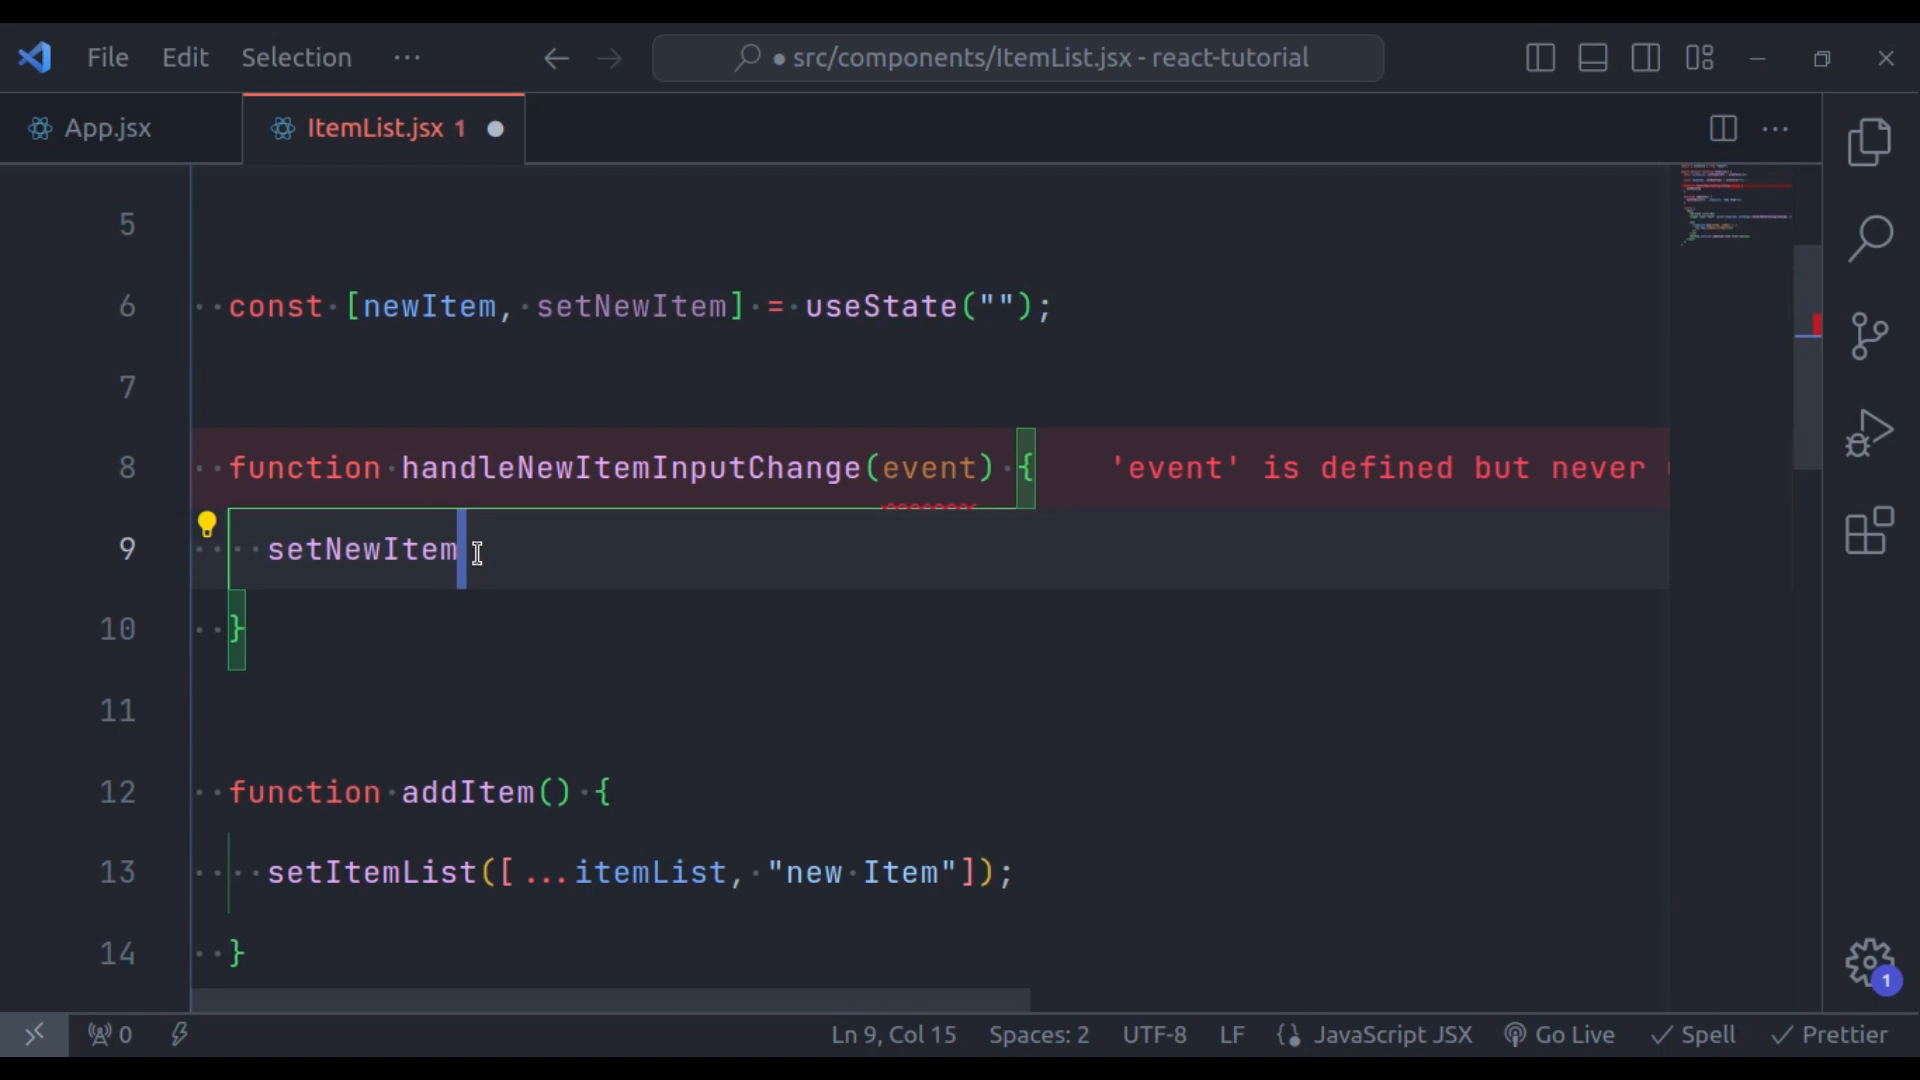 File Edit Selection ···
● src/components/ItemList.jsx - react-tutorial
App.jsx
ItemList.jsx 1
5
6 const [newItem, setNewItem] = useState("");
7
8 function handleNewItemInputChange(event) { 'event' is defined but never
9 setNewItem
10 }
11
12 function addItem() {
13 setItemList([...itemList, "new Item"]);
14 }
1
0 Ln 9, Col 15 Spaces: 2 UTF-8 LF JavaScript JSX Go Live Spell Prettier